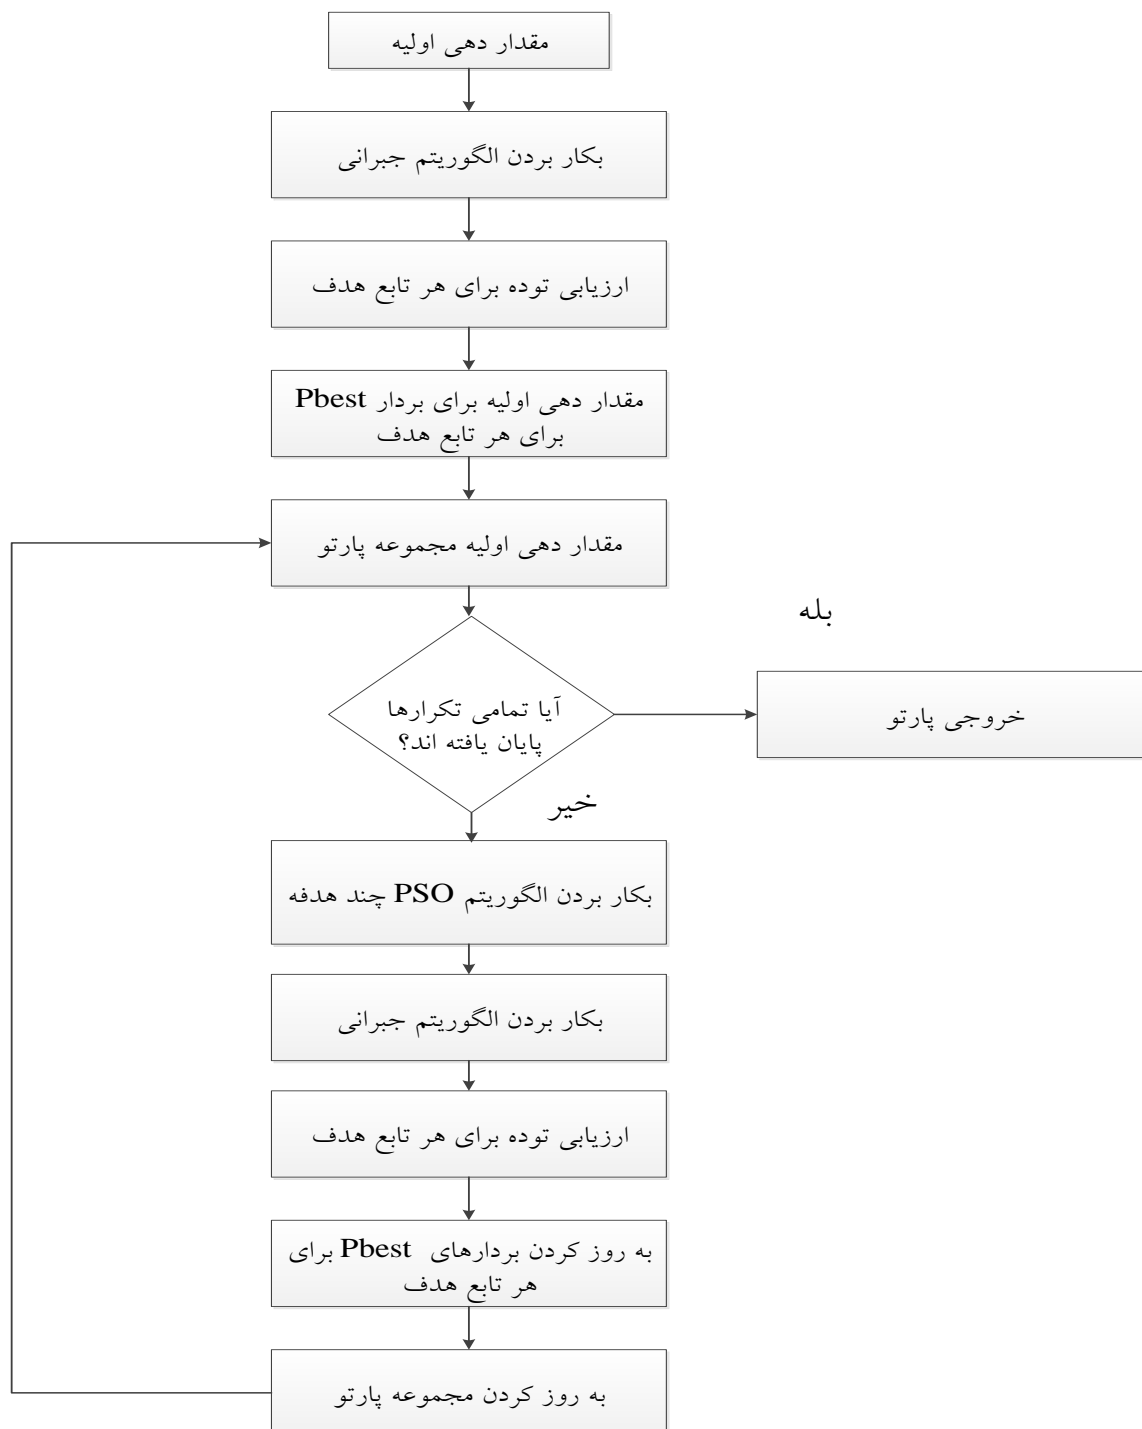 مقدار دهی اولیه
بکار بردن الگوریتم جبرانی
ارزیابی توده برای هر تابع هدف
مقدار دهی اولیه برای بردار Pbest
برای هر تابع هدف
مقدار دهی اولیه مجموعه پارتو
بله
آیا تمامی تکرارها
پایان یافته اند؟
خروجی پارتو
خیر
بکار بردن الگوریتم PSO چند هدفه
بکار بردن الگوریتم جبرانی
ارزیابی توده برای هر تابع هدف
به روز کردن بردارهای Pbest برای
هر تابع هدف
به روز کردن مجموعه پارتو